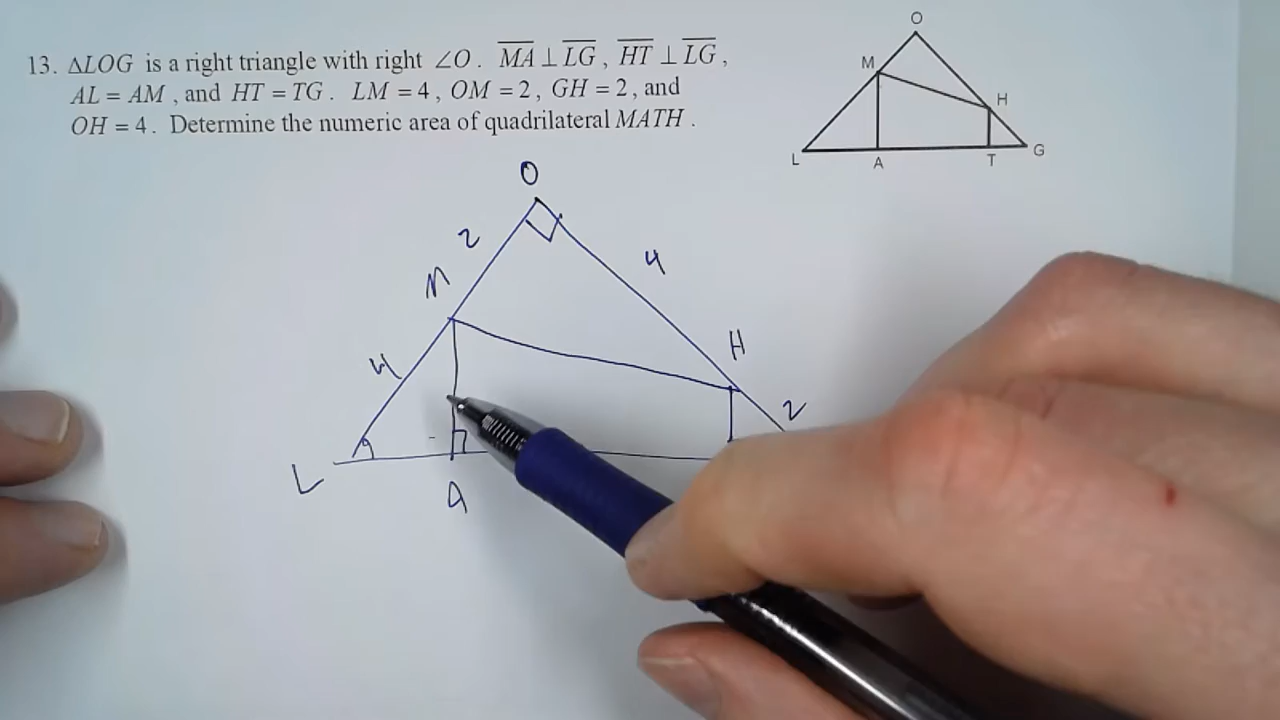 13. ΔLOG is a right triangle with right ∠O. MA ⊥ LG, HT ⊥ LG,
AL = AM, and HT = TG. LM = 4, OM = 2, GH = 2, and
OH = 4. Determine the numeric area of quadrilateral MATH.
O
M
H
L
A
T
G
O
2
4
M
H
4
2
L
A